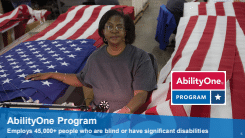 AbilityOne.
PROGRAM
AbilityOne Program
Employs 45,000+ people who are blind or have significant disabilities